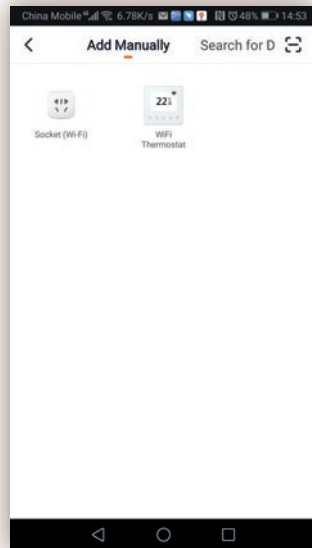 China Mobile 6.78K/s 48% 14:53
Add Manually Search for D
22
Socket (Wi-Fi) WiFi
Thermostat